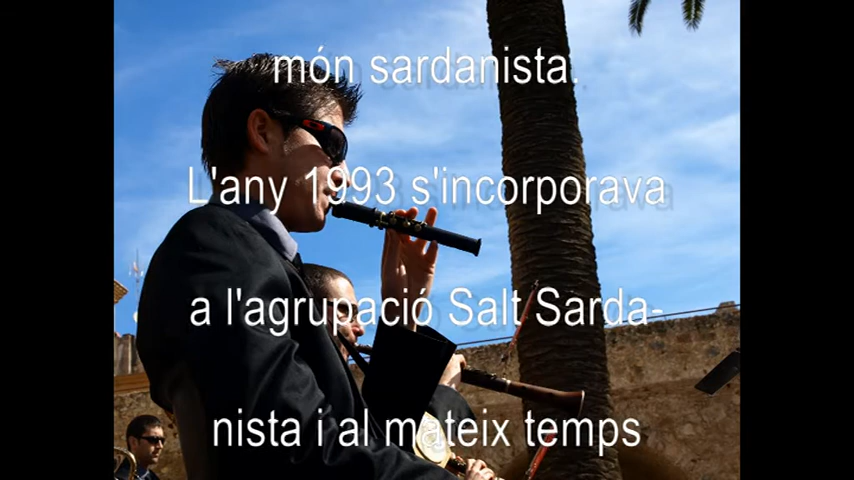 món sardanista.
L'any 1993 s'incorporava
a l'agrupació Salt Sarda-
nista i al mateix temps